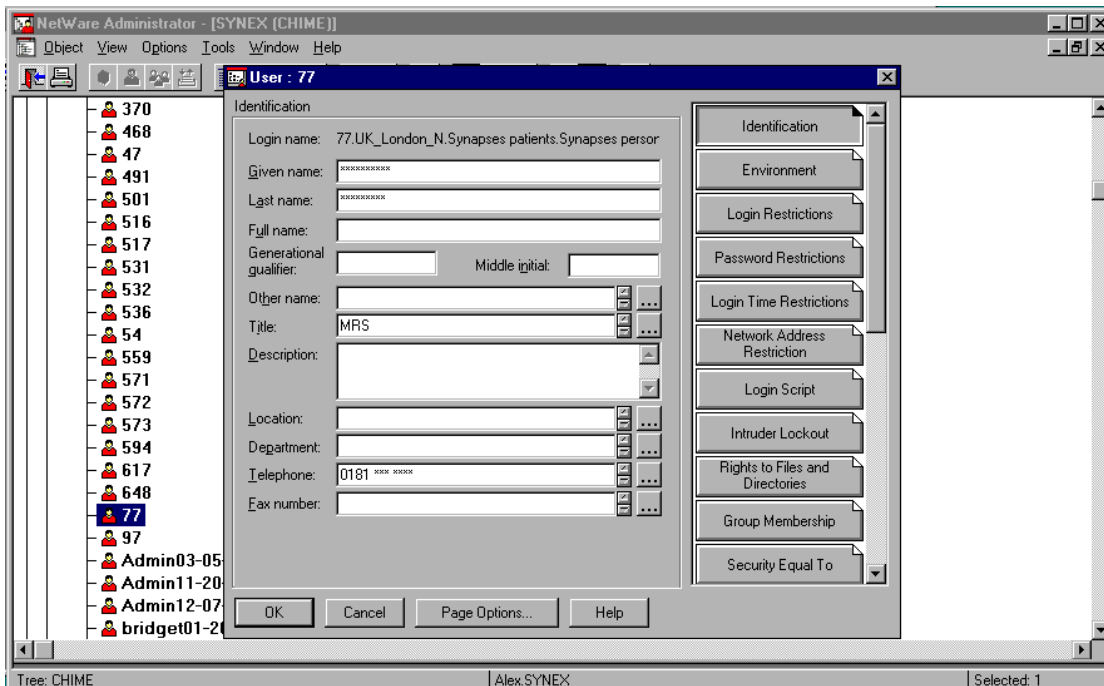 NetWare Administrator - [SYNEX (CHIME)]
Object View Options Tools Window Help
370
468
47
491
501
516
517
531
532
536
54
559
571
572
573
594
617
648
77
97
Admin03-05-
Admin11-20-
Admin12-07-
bridget01-20
User : 77
Identification
Login name: 77.UK_London_N.Synapses patients.Synapses person
Given name: **********
Last name: *********
Full name:
Generational
qualifier:
Middle initial:
Other name:
Title: MRS
Description:
Location:
Department:
Telephone: 0181 *** ****
Fax number:
OK Cancel Page Options... Help
Identification
Environment
Login Restrictions
Password Restrictions
Login Time Restrictions
Network Address
Restriction
Login Script
Intruder Lockout
Rights to Files and
Directories
Group Membership
Security Equal To
Tree: CHIME Alex.SYNEX Selected: 1